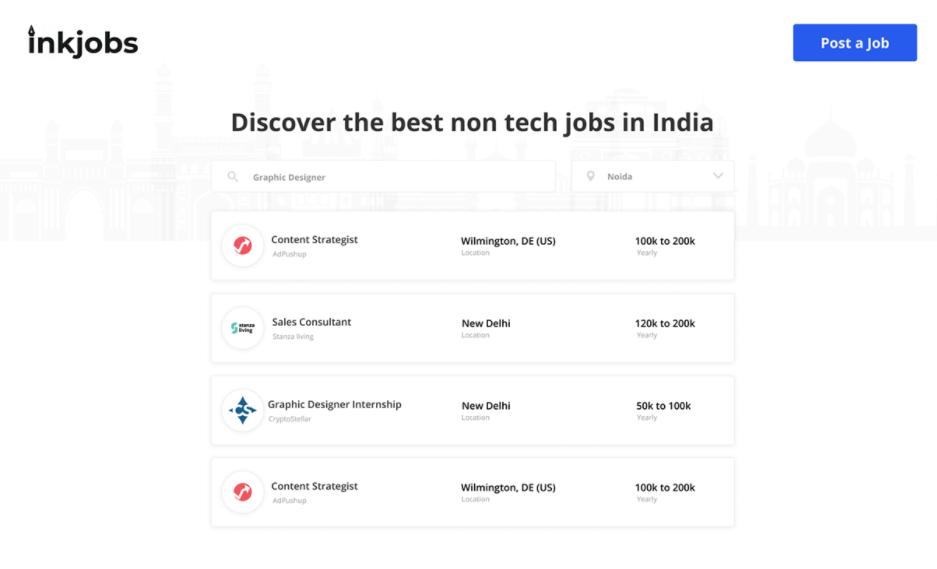 inkjobs
Post a Job
Discover the best non tech jobs in India
Graphic Designer
Noida
Content Strategist
AdPushup
Wilmington, DE (US)
Location
100k to 200k
Yearly
stanza
living
Sales Consultant
Stanza living
New Delhi
Location
120k to 200k
Yearly
CS
Graphic Designer Internship
CryptoStellar
New Delhi
Location
50k to 100k
Yearly
Content Strategist
AdPushup
Wilmington, DE (US)
Location
100k to 200k
Yearly